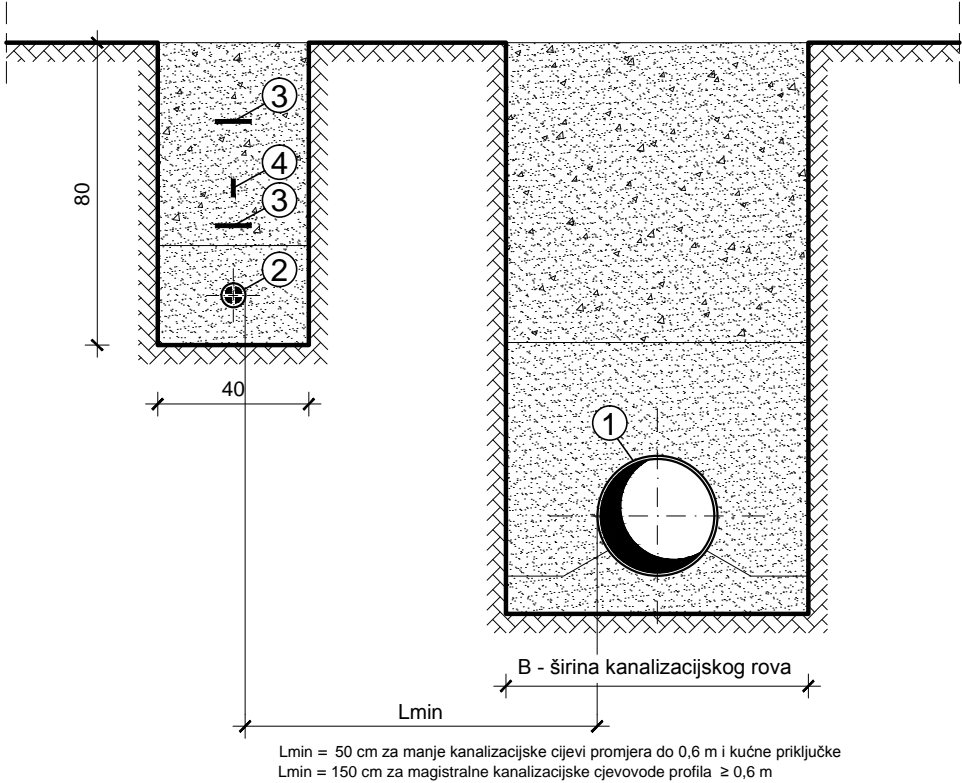 3
4
3
2
80
40
1
B - širina kanalizacijskog rova
Lmin
Lmin = 50 cm za manje kanalizacijske cijevi promjera do 0,6 m i kućne priključke
Lmin = 150 cm za magistralne kanalizacijske cjevovode profila ≥ 0,6 m